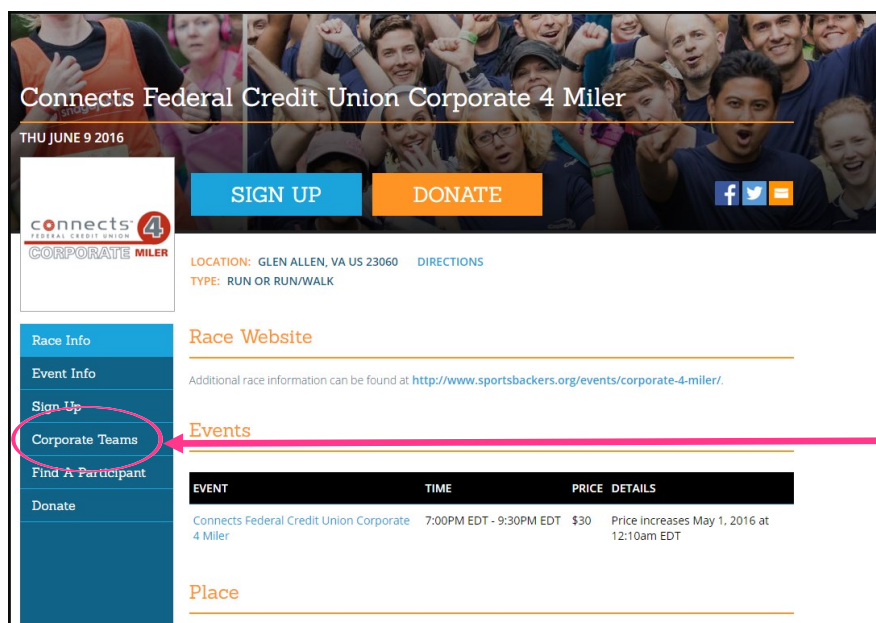 Connects Federal Credit Union Corporate 4 Miler
THU JUNE 9 2016
SIGN UP
DONATE
connects 4
FEDERAL CREDIT UNION
CORPORATE MILER
LOCATION: GLEN ALLEN, VA US 23060 DIRECTIONS
TYPE: RUN OR RUN/WALK
Race Info
Event Info
Sign Up
Corporate Teams
Find A Participant
Donate
Race Website
Additional race information can be found at http://www.sportsbackers.org/events/corporate-4-miler/.
Events
EVENT TIME PRICE DETAILS
Connects Federal Credit Union Corporate 7:00PM EDT - 9:30PM EDT $30 Price increases May 1, 2016 at
4 Miler 12:10am EDT
Place